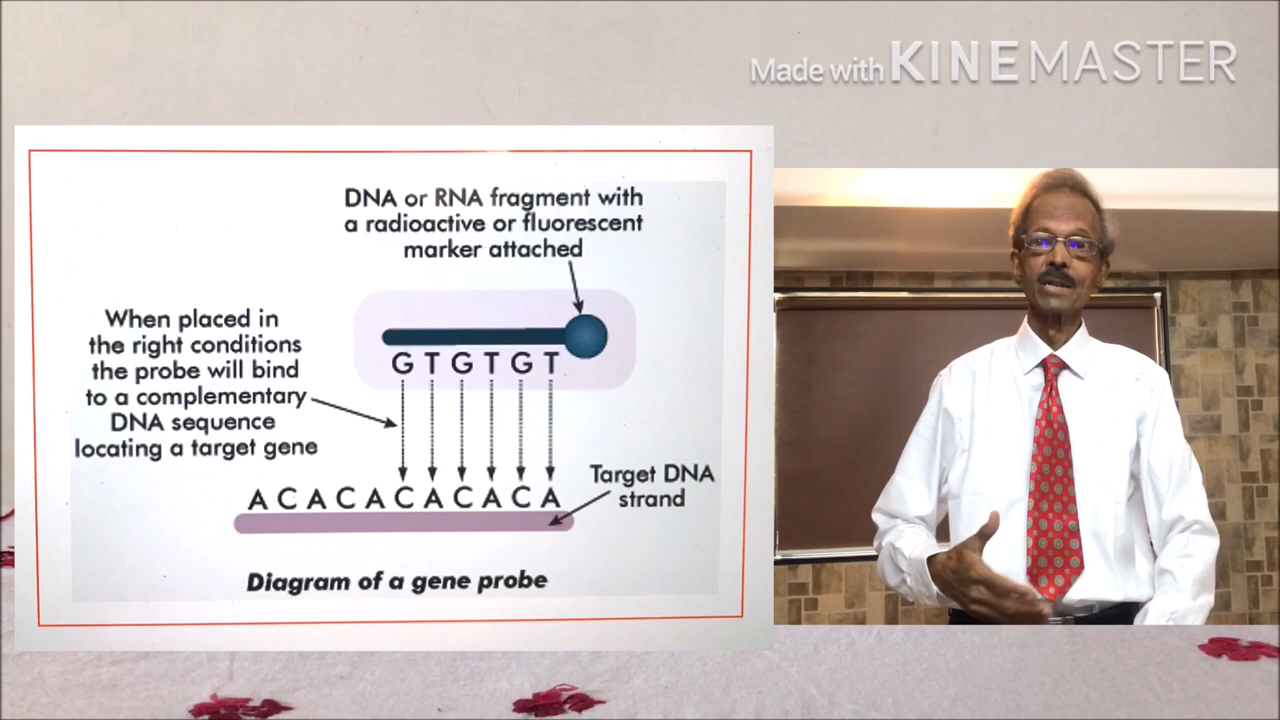 Made with KINEMASTER
DNA or RNA fragment with
a radioactive or fluorescent
marker attached
When placed in
the right conditions
the probe will bind
to a complementary
DNA sequence
locating a target gene
G T G T G T
A C A C A C A C A C A
Target DNA
strand
Diagram of a gene probe